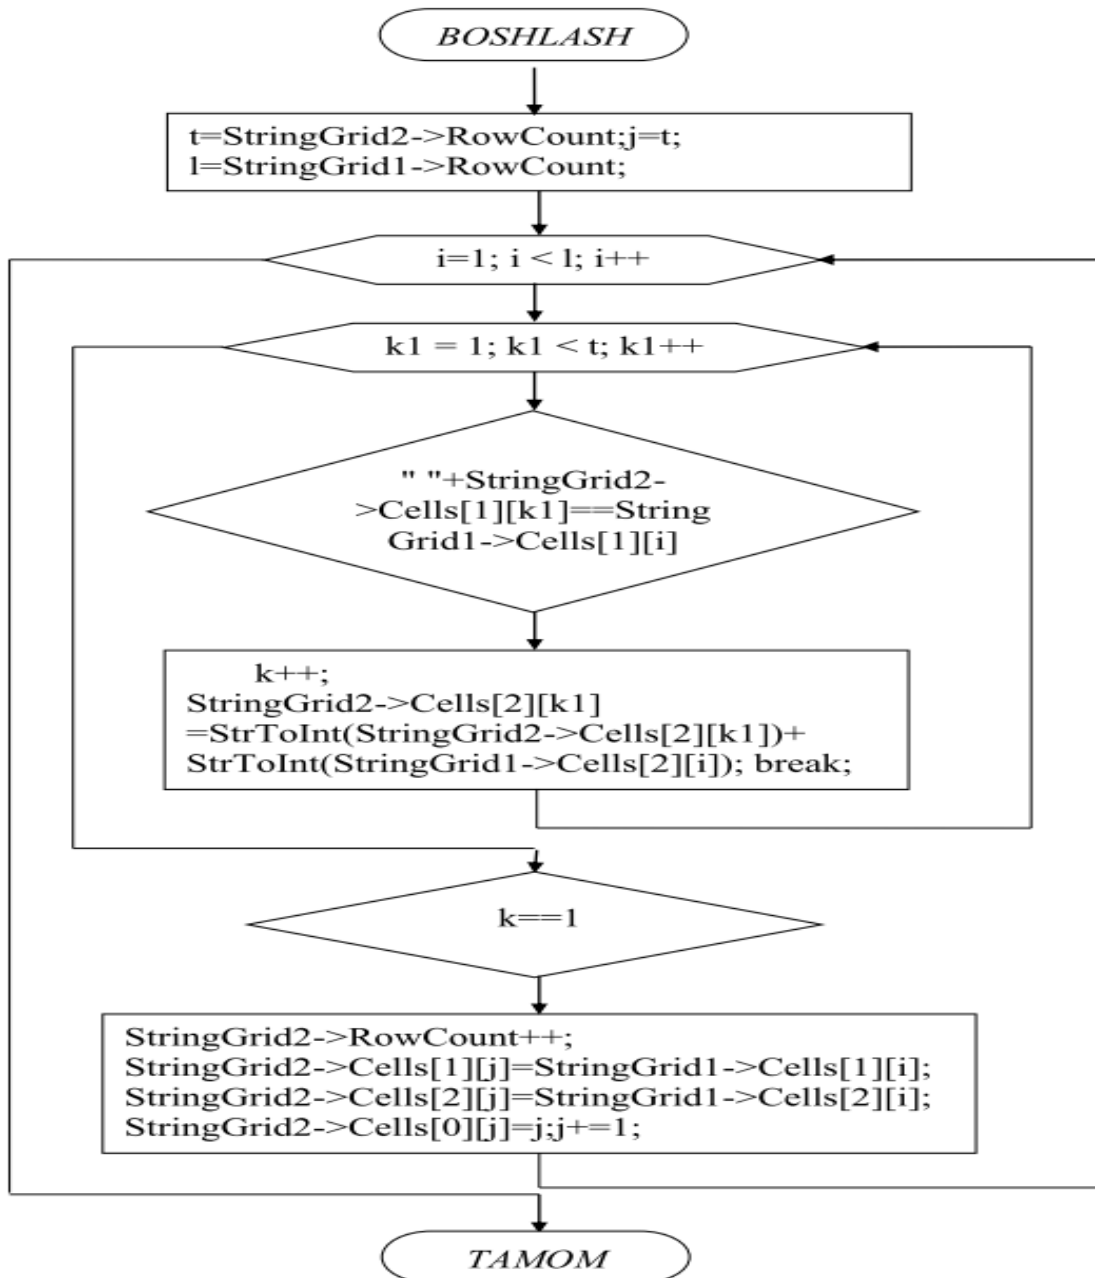 BOSHLASH
t=StringGrid2->RowCount;j=t;
l=StringGrid1->RowCount;
i=1; i < l; i++
k1 = 1; k1 < t; k1++
" "+StringGrid2-
>Cells[1][k1]==String
Grid1->Cells[1][i]
k++;
StringGrid2->Cells[2][k1]
=StrToInt(StringGrid2->Cells[2][k1])+
StrToInt(StringGrid1->Cells[2][i]); break;
k==1
StringGrid2->RowCount++;
StringGrid2->Cells[1][j]=StringGrid1->Cells[1][i];
StringGrid2->Cells[2][j]=StringGrid1->Cells[2][i];
StringGrid2->Cells[0][j]=j;j+=1;
TAMOM